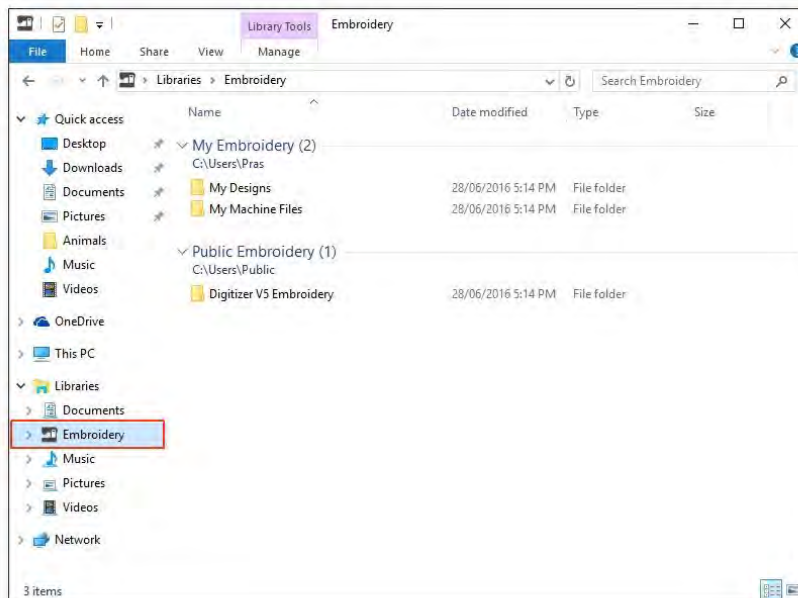 Library Tools Embroidery
File Home Share View Manage
Libraries > Embroidery Search Embroidery
Name Date modified Type Size
Quick access
Desktop
Downloads
Documents
Pictures
Animals
Music
Videos
OneDrive
This PC
Libraries
Documents
Embroidery
Music
Pictures
Videos
Network
My Embroidery (2)
C:\Users\Pras
My Designs 28/06/2016 5:14 PM File folder
My Machine Files 28/06/2016 5:14 PM File folder
Public Embroidery (1)
C:\Users\Public
Digitizer V5 Embroidery 28/06/2016 5:14 PM File folder
3 items